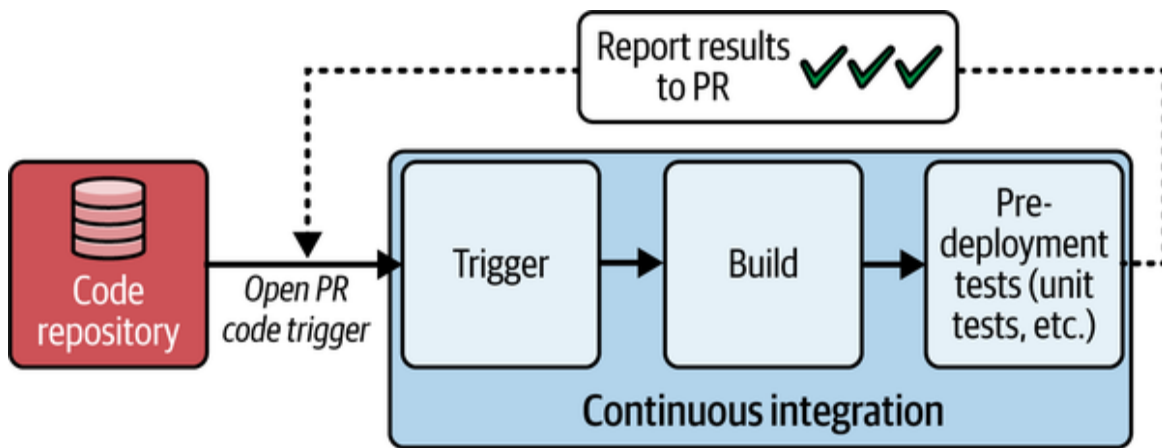 Report results
to PR
Code
repository
Open PR
code trigger
Trigger
Build
Pre-
deployment
tests (unit
tests, etc.)
Continuous integration